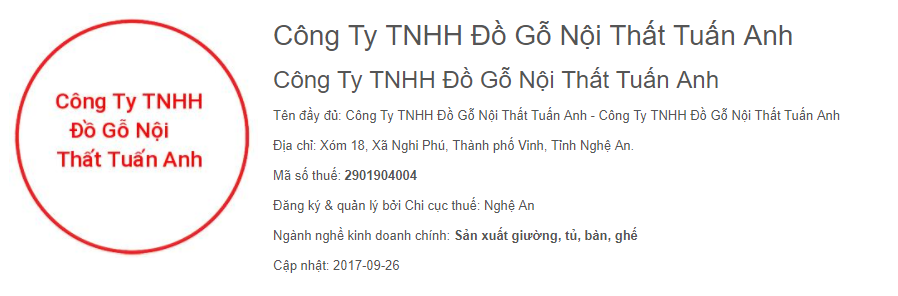 Công Ty TNHH
Đồ Gỗ Nội
Thất Tuấn Anh
Công Ty TNHH Đồ Gỗ Nội Thất Tuấn Anh
Công Ty TNHH Đồ Gỗ Nội Thất Tuấn Anh
Tên đầy đủ: Công Ty TNHH Đồ Gỗ Nội Thất Tuấn Anh - Công Ty TNHH Đồ Gỗ Nội Thất Tuấn Anh
Địa chỉ: Xóm 18, Xã Nghi Phú, Thành phố Vinh, Tỉnh Nghệ An.
Mã số thuế: 2901904004
Đăng ký & quản lý bởi Chi cục thuế: Nghệ An
Ngành nghề kinh doanh chính: Sản xuất giường, tủ, bàn, ghế
Cập nhật: 2017-09-26